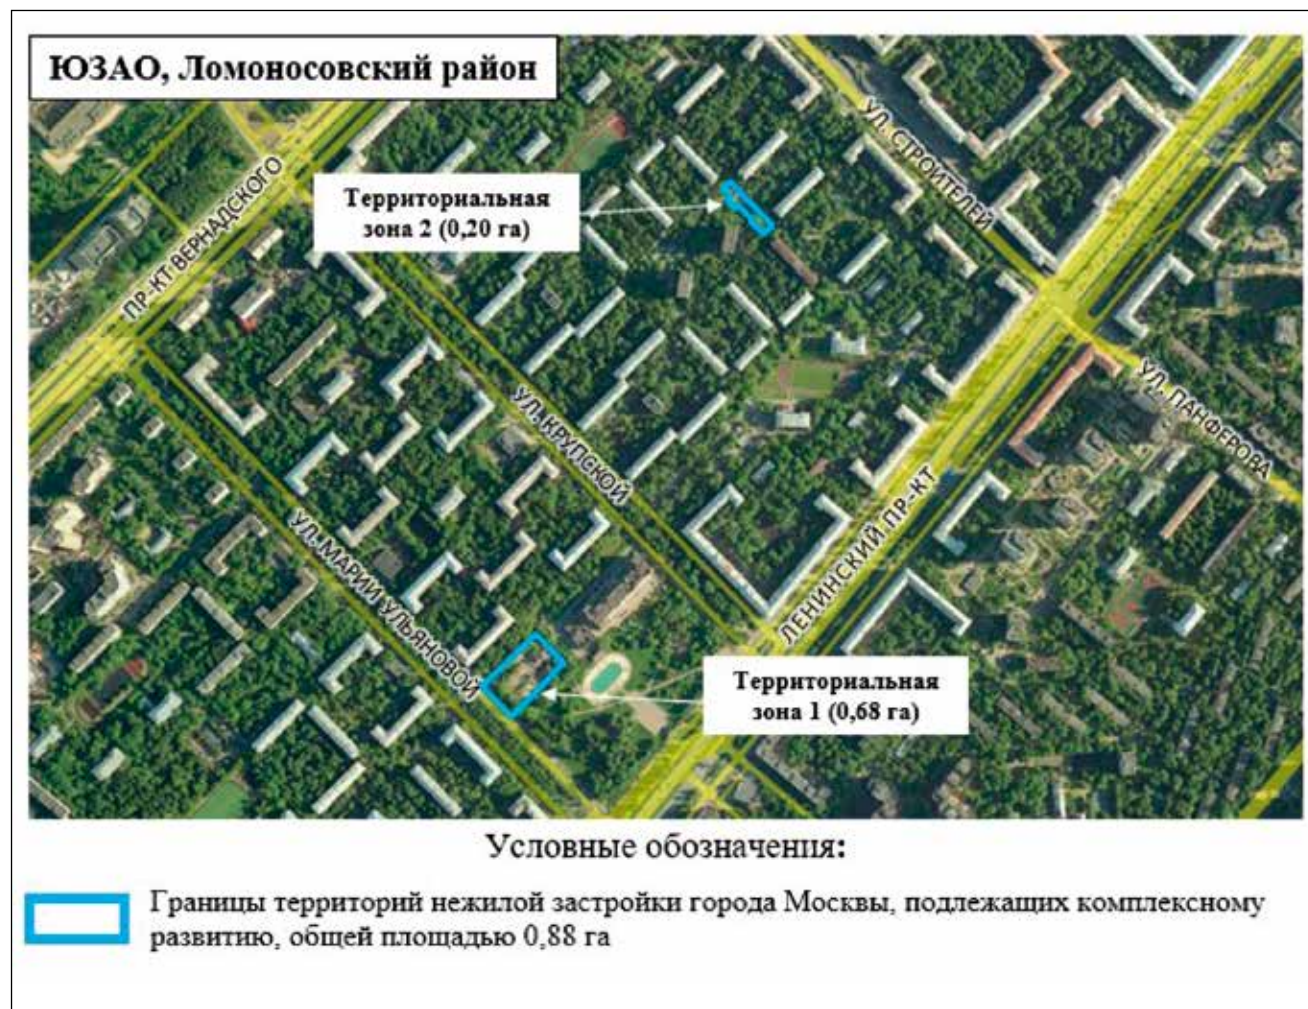 ЮЗАО, Ломоносовский район
УЛ. СТРОИТЕЛЕЙ
ПР-КТ ВЕРНАДСКОГО
Территориальная
зона 2 (0,20 га)
УЛ. ПАНФЕРОВА
УЛ. КРУПСКОЙ
ЛЕНИНСКИЙ ПР-КТ
УЛ. МАРИИ УЛЬЯНОВОЙ
Территориальная
зона 1 (0,68 га)
Условные обозначения:
Границы территорий нежилой застройки города Москвы, подлежащих комплексному
развитию, общей площадью 0,88 га